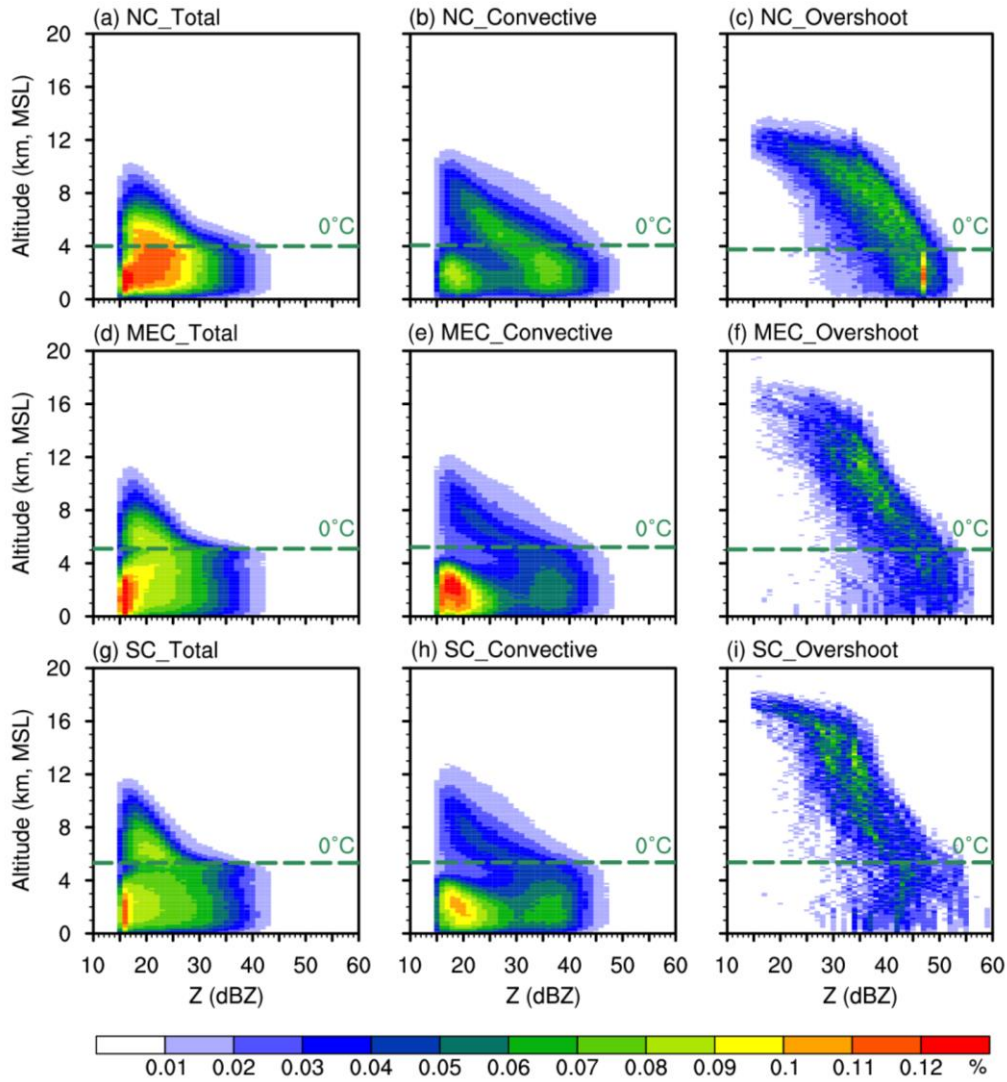 (a) NC_Total (b) NC_Convective (c) NC_Overshoot
20
16
12
8
4
0
Altitude (km, MSL)
0°C 0°C 0°C
(d) MEC_Total (e) MEC_Convective (f) MEC_Overshoot
20
16
12
8
4
0
Altitude (km, MSL)
0°C 0°C 0°C
(g) SC_Total (h) SC_Convective (i) SC_Overshoot
20
16
12
8
4
0
Altitude (km, MSL)
0°C 0°C 0°C
10 20 30 40 50 60 10 20 30 40 50 60 10 20 30 40 50 60
Z (dBZ) Z (dBZ) Z (dBZ)
0.01 0.02 0.03 0.04 0.05 0.06 0.07 0.08 0.09 0.1 0.11 0.12 %